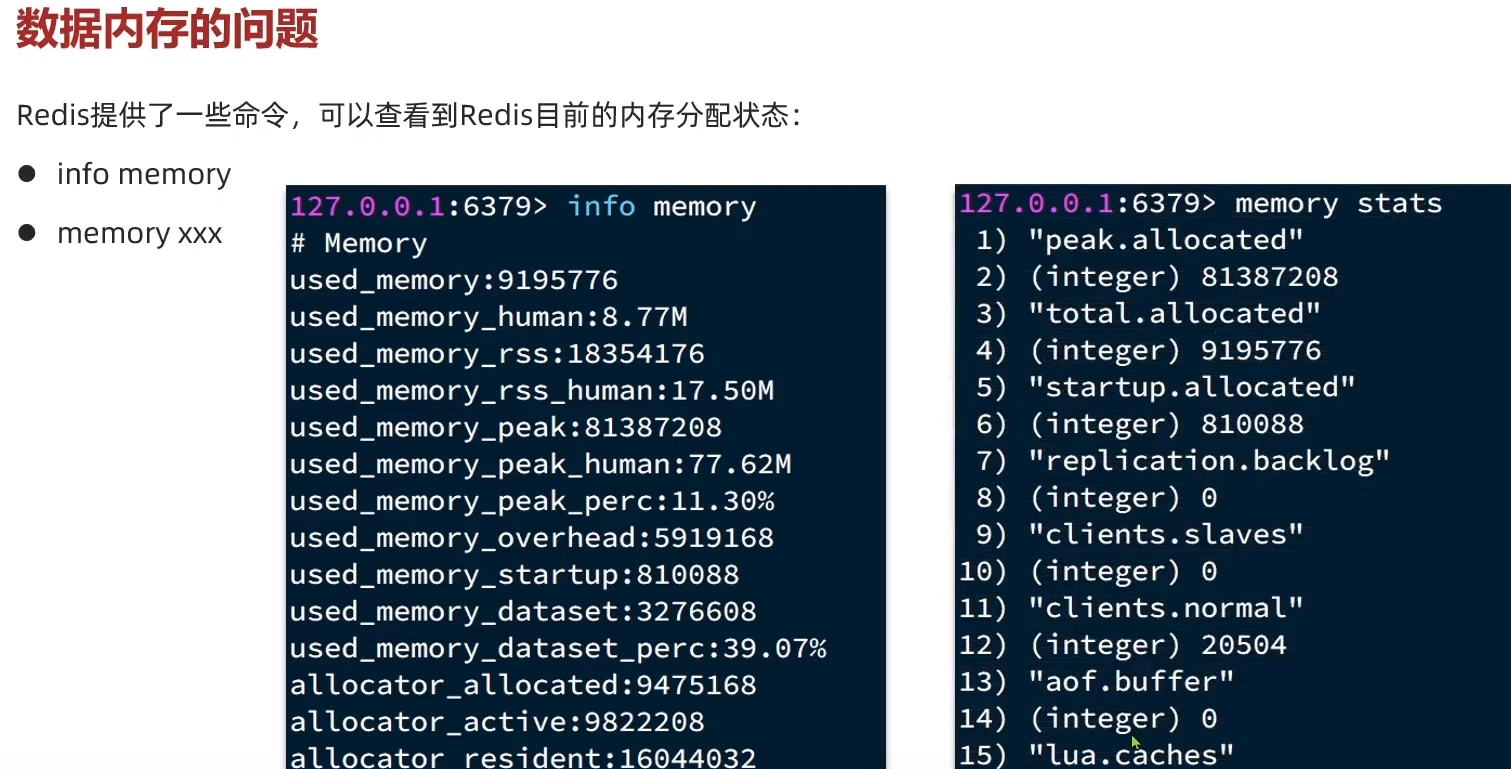 数据内存的问题
Redis提供了一些命令，可以查看到Redis目前的内存分配状态：
● info memory
● memory xxx
127.0.0.1:6379> info memory
# Memory
used_memory:9195776
used_memory_human:8.77M
used_memory_rss:18354176
used_memory_rss_human:17.50M
used_memory_peak:81387208
used_memory_peak_human:77.62M
used_memory_peak_perc:11.30%
used_memory_overhead:5919168
used_memory_startup:810088
used_memory_dataset:3276608
used_memory_dataset_perc:39.07%
allocator_allocated:9475168
allocator_active:9822208
allocator_resident:16044032
127.0.0.1:6379> memory stats
1) "peak.allocated"
2) (integer) 81387208
3) "total.allocated"
4) (integer) 9195776
5) "startup.allocated"
6) (integer) 810088
7) "replication.backlog"
8) (integer) 0
9) "clients.slaves"
10) (integer) 0
11) "clients.normal"
12) (integer) 20504
13) "aof.buffer"
14) (integer) 0
15) "lua.caches"